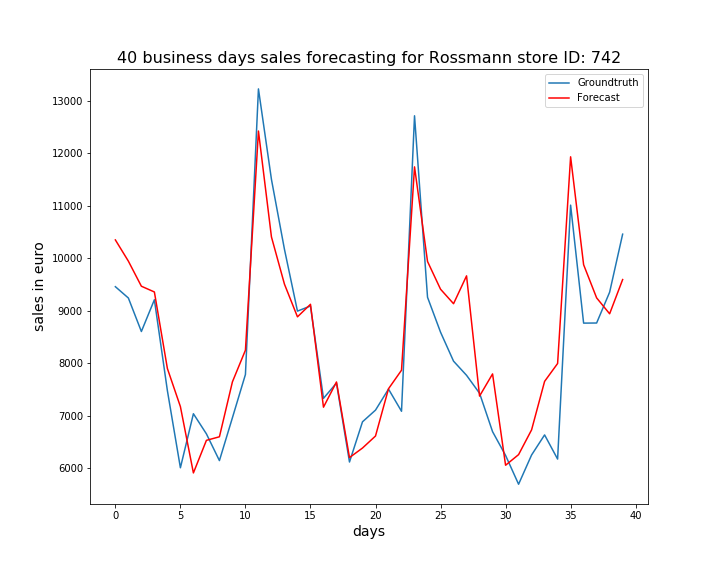 40 business days sales forecasting for Rossmann store ID: 742
Groundtruth
Forecast
13000
12000
11000
10000
9000
8000
7000
6000
sales in euro
0 5 10 15 20 25 30 35 40
days